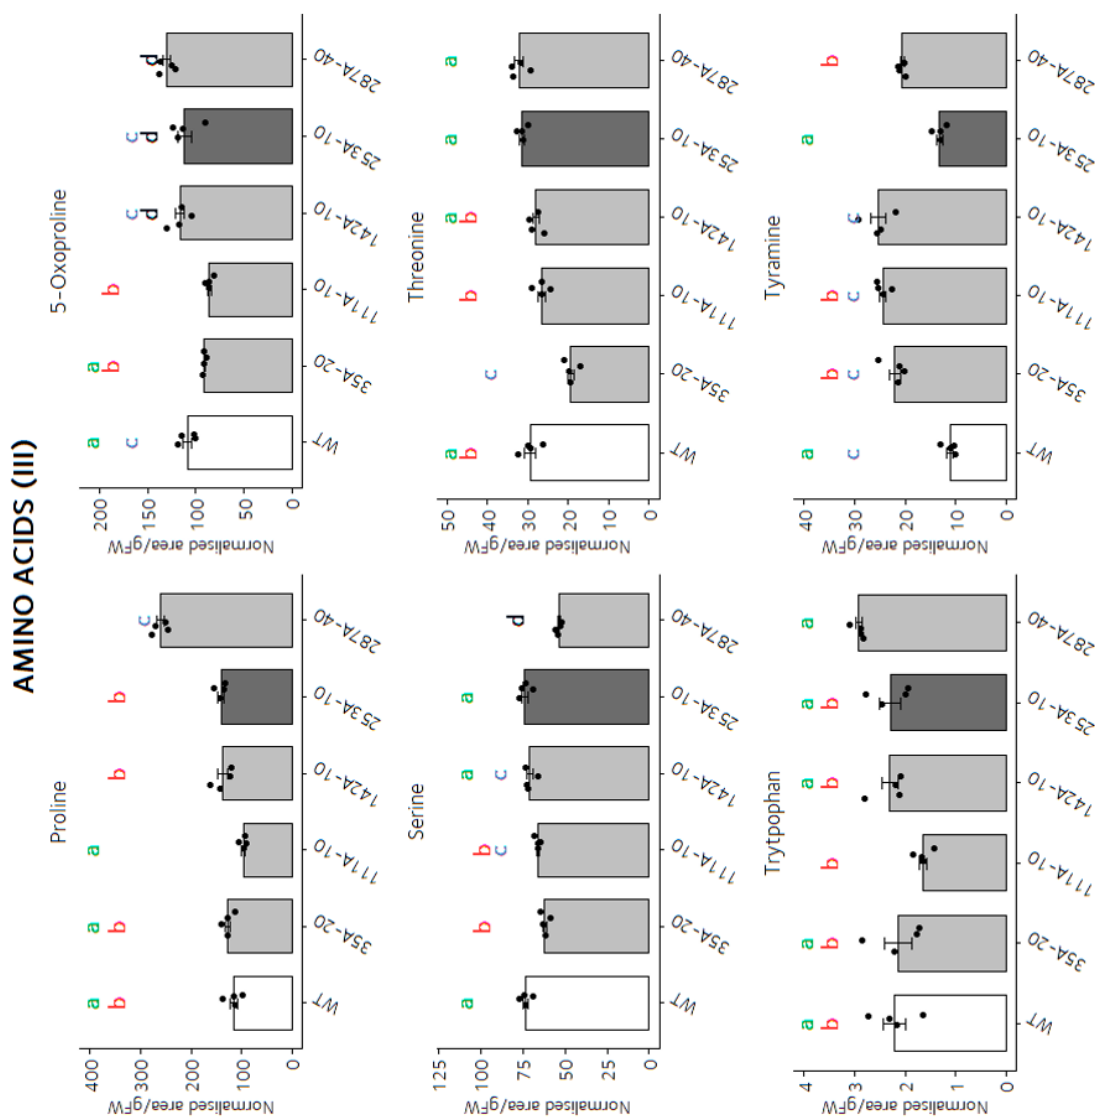 AMINO ACIDS (III)
Proline
Normalised area/gFW
400
300
200
100
0
a a a
b b b b
c
WT 35A-20 111A-10 142A-10 253A-10 287A-40
5-Oxoproline
Normalised area/gFW
200
150
100
50
0
a a
b b
c c c
d d d
WT 35A-20 111A-10 142A-10 253A-10 287A-40
Serine
Normalised area/gFW
125
100
75
50
25
0
a a a
b b
c c
d
WT 35A-20 111A-10 142A-10 253A-10 287A-40
Threonine
Normalised area/gFW
50
40
30
20
10
0
a a a a
b b b
c
WT 35A-20 111A-10 142A-10 253A-10 287A-40
Trytpophan
Normalised area/gFW
4
3
2
1
0
a a a a a
b b b b b
WT 35A-20 111A-10 142A-10 253A-10 287A-40
Tyramine
Normalised area/gFW
40
30
20
10
0
a a
b b b
c c c c
WT 35A-20 111A-10 142A-10 253A-10 287A-40